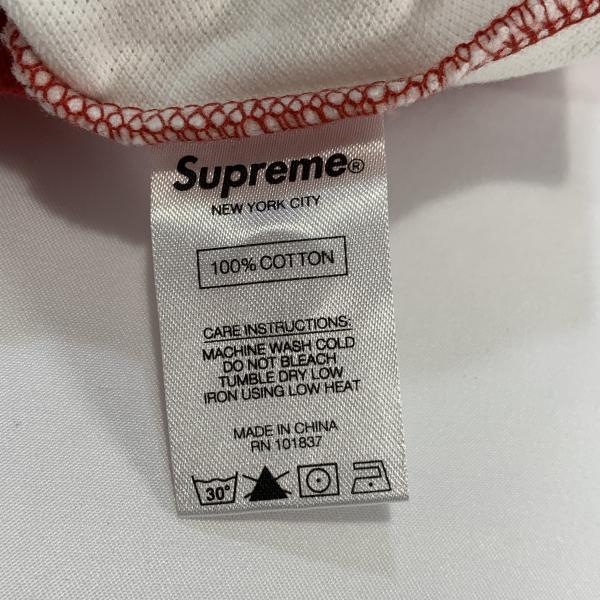 Supreme®
NEW YORK CITY
100% COTTON
CARE INSTRUCTIONS:
MACHINE WASH COLD
DO NOT BLEACH
TUMBLE DRY LOW
IRON USING LOW HEAT
MADE IN CHINA
RN 101837
30°